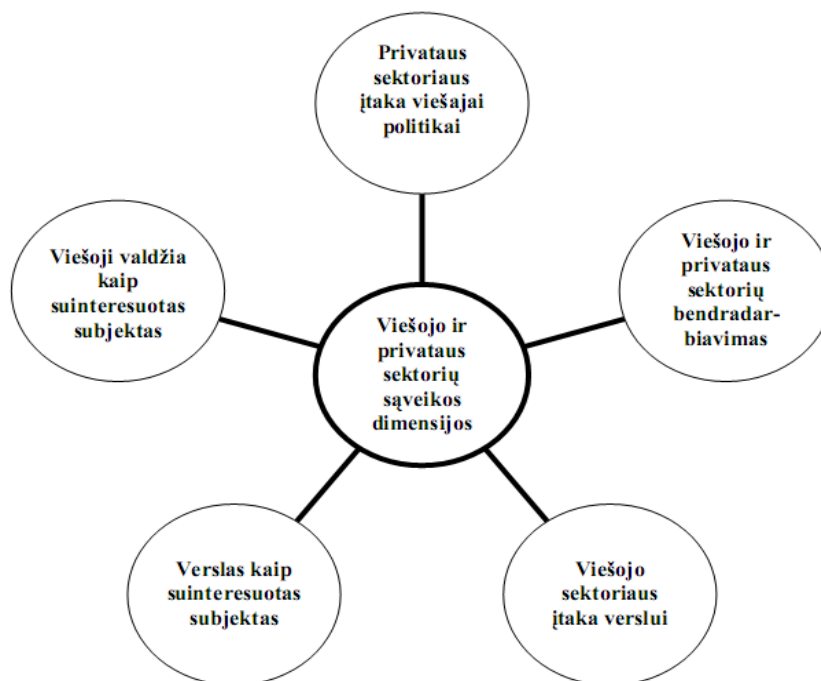 Privataus
sektoriaus
įtaka viešajai
politikai
Viešoji valdžia
kaip
suinteresuotas
subjektas
Viešojo ir
privataus
sektorių
bendradar-
biavimas
Viešojo ir
privataus
sektorių
sąveikos
dimensijos
Verslas kaip
suinteresuotas
subjektas
Viešojo
sektoriaus
įtaka verslui